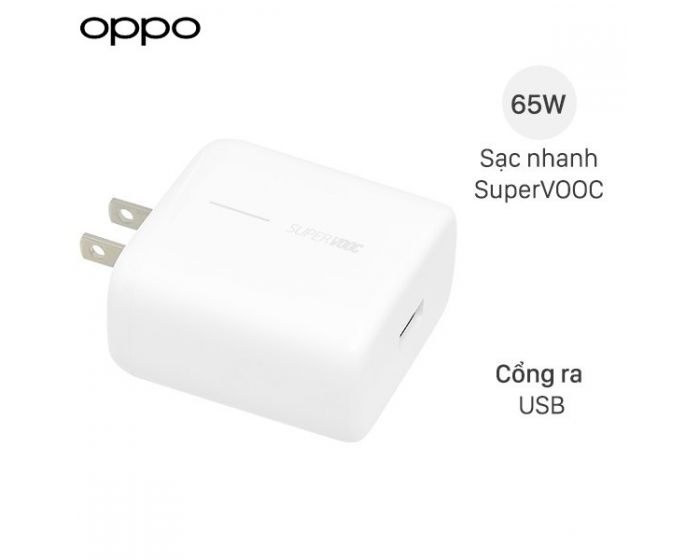 oppo
65W
Sạc nhanh
SuperVOOC
SUPERVOOC
Cổng ra
USB